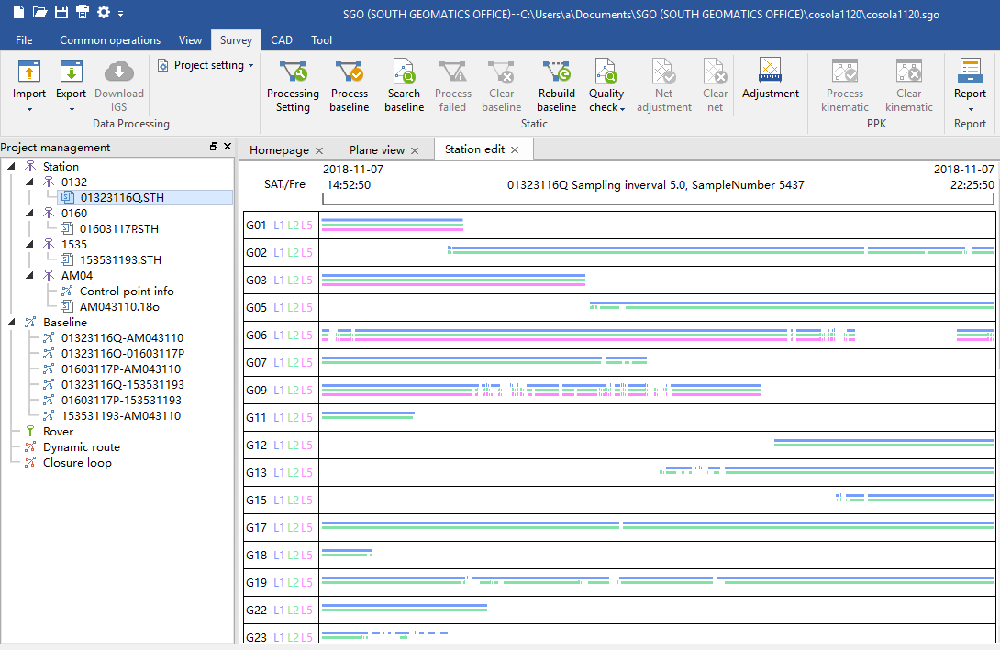 SGO (SOUTH GEOMATICS OFFICE)--C:\Users\a\Documents\SGO (SOUTH GEOMATICS OFFICE)\cosola1120\cosola1120.sgo
File Common operations View Survey CAD Tool
Import Export Download IGS
Project setting
Data Processing
Processing Setting Process baseline Search baseline Process failed Clear baseline Rebuild baseline Quality check Net adjustment Clear net Adjustment
Static
Process kinematic Clear kinematic
PPK
Report
Report
Project management
Station
0132
01323116Q.STH
0160
01603117P.STH
1535
153531193.STH
AM04
Control point info
AM043110.18o
Baseline
01323116Q-AM043110
01323116Q-01603117P
01603117P-AM043110
01323116Q-153531193
01603117P-153531193
153531193-AM043110
Rover
Dynamic route
Closure loop
Homepage Plane view Station edit
SAT./Fre
2018-11-07 2018-11-07
14:52:50 01323116Q Sampling inverval 5.0, SampleNumber 5437 22:25:50
G01 L1 L2 L5
G02 L1 L2 L5
G03 L1 L2 L5
G05 L1 L2 L5
G06 L1 L2 L5
G07 L1 L2 L5
G09 L1 L2 L5
G11 L1 L2 L5
G12 L1 L2 L5
G13 L1 L2 L5
G15 L1 L2 L5
G17 L1 L2 L5
G18 L1 L2 L5
G19 L1 L2 L5
G22 L1 L2 L5
G23 L1 L2 L5